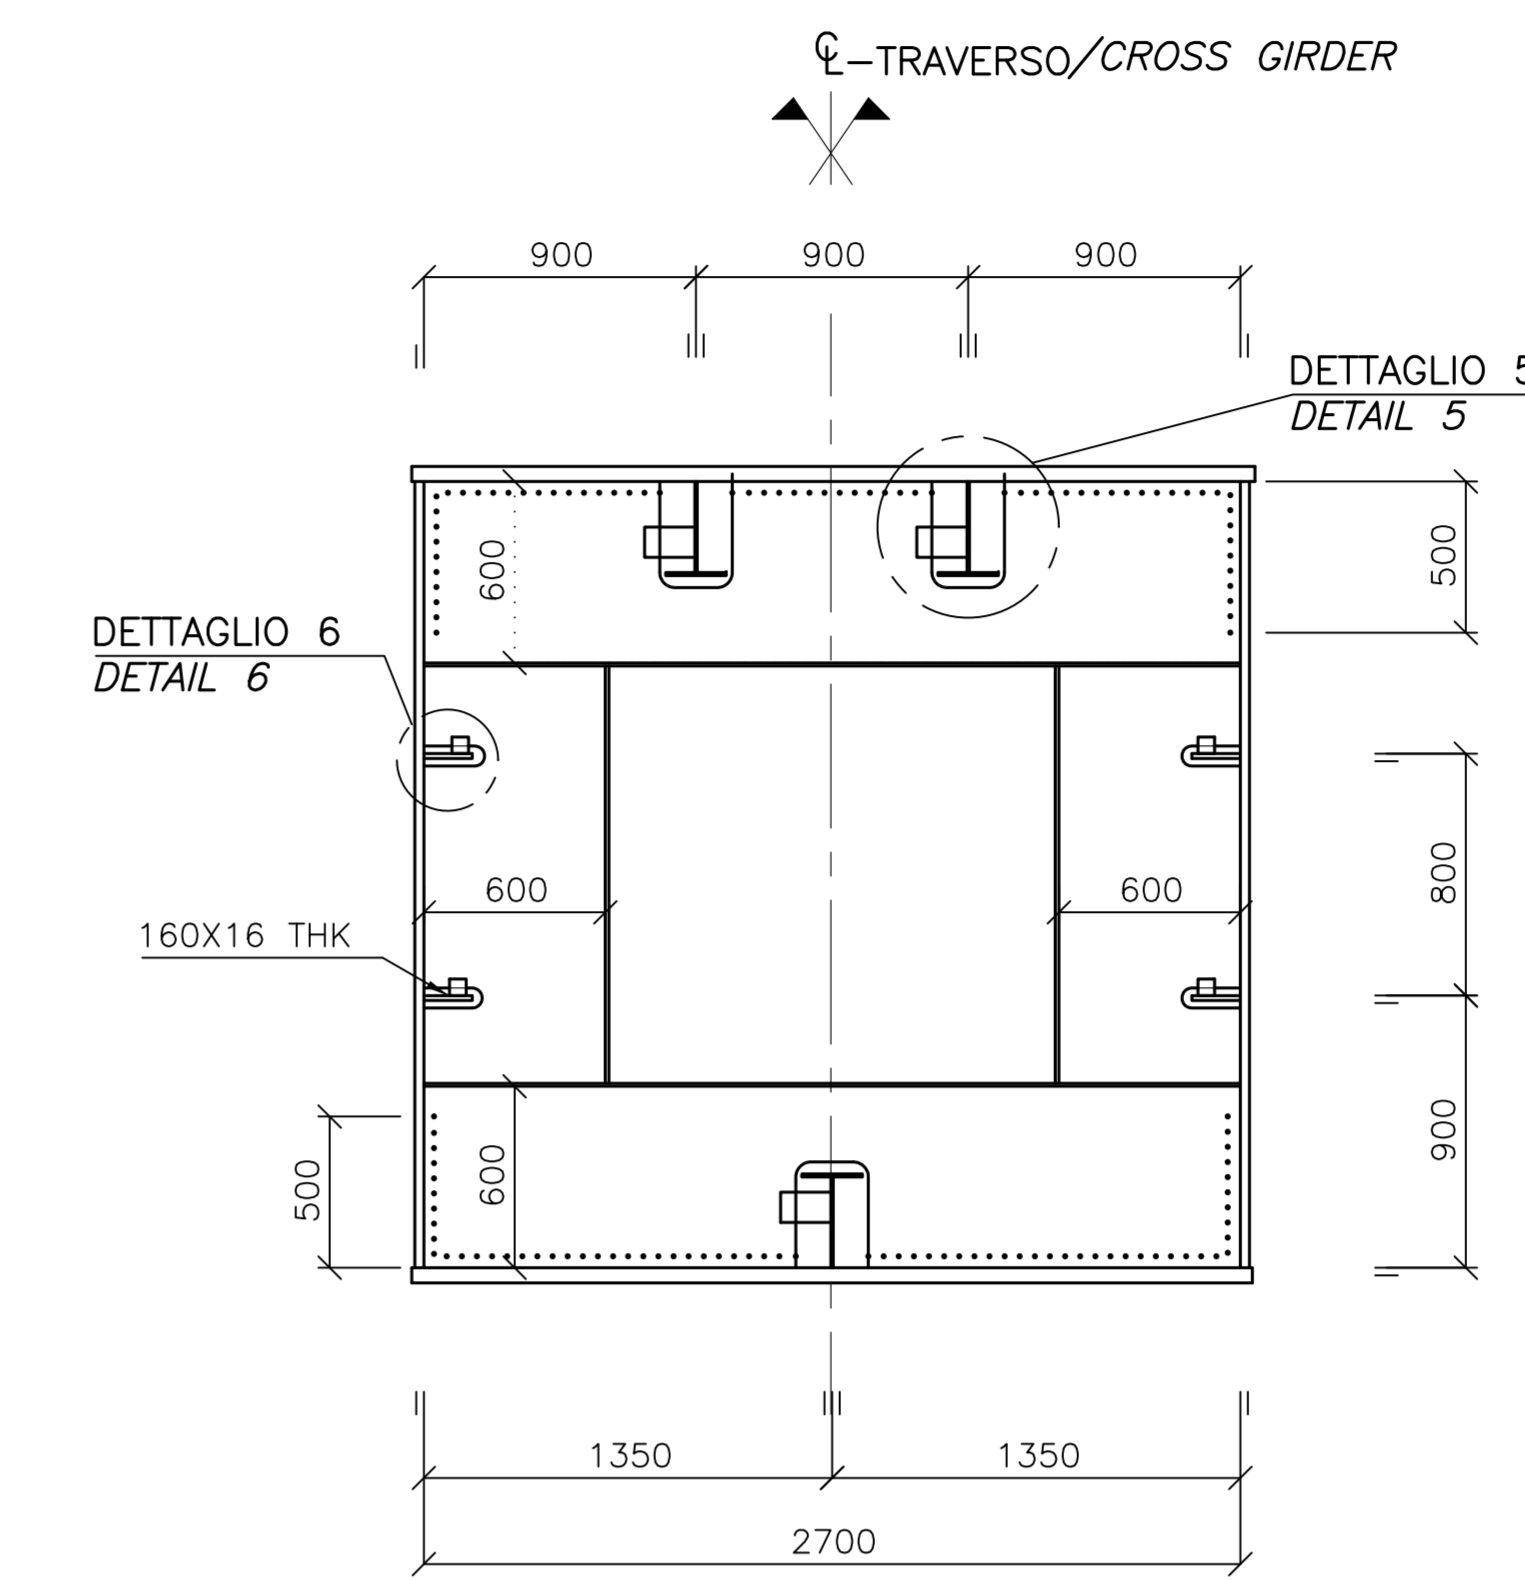 ℄-TRAVERSO/CROSS GIRDER
900 900 900
DETTAGLIO 5
DETAIL 5
600
500
DETTAGLIO 6
DETAIL 6
800
600 600
160X16 THK
900
600
500
1350 1350
2700